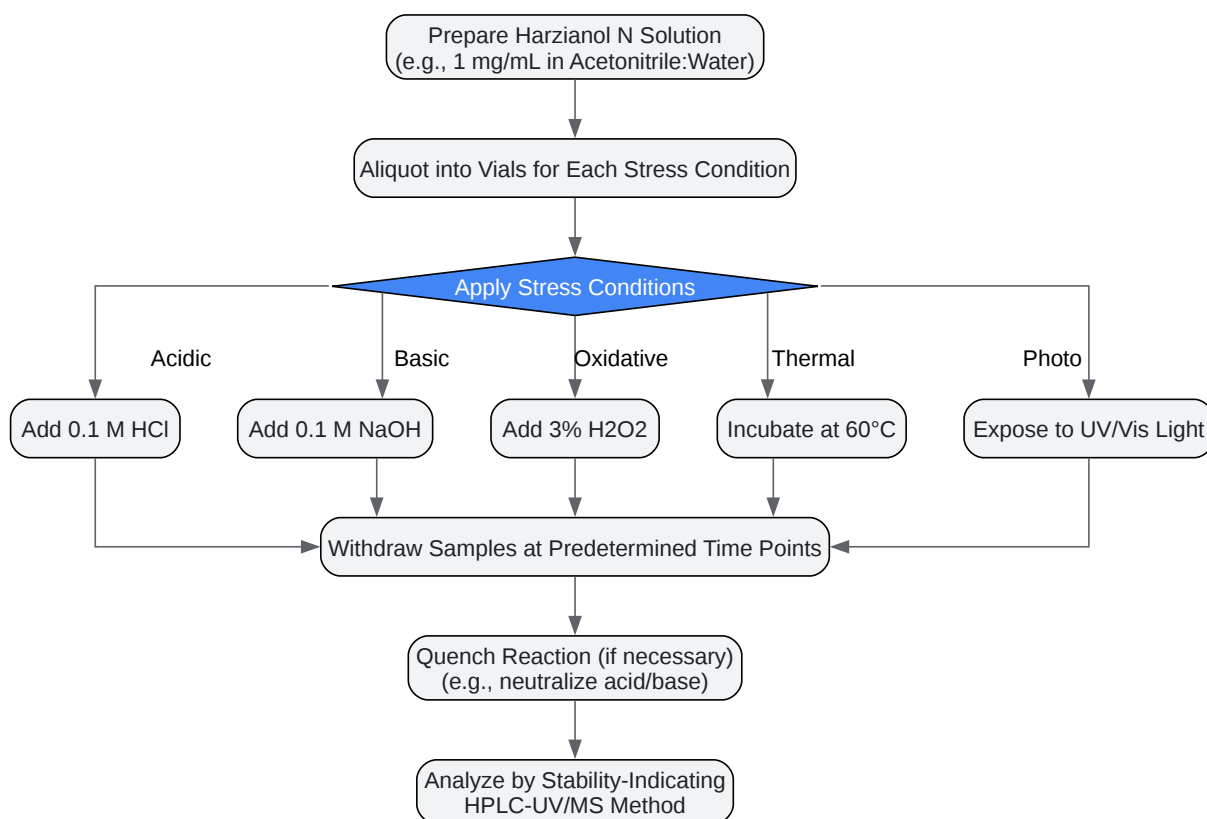 Prepare Harzianol N Solution
(e.g., 1 mg/mL in Acetonitrile:Water)
Aliquot into Vials for Each Stress Condition
Apply Stress Conditions
Acidic
Basic
Oxidative
Thermal
Photo
Add 0.1 M HCl
Add 0.1 M NaOH
Add 3% H2O2
Incubate at 60°C
Expose to UV/Vis Light
Withdraw Samples at Predetermined Time Points
Quench Reaction (if necessary)
(e.g., neutralize acid/base)
Analyze by Stability-Indicating
HPLC-UV/MS Method